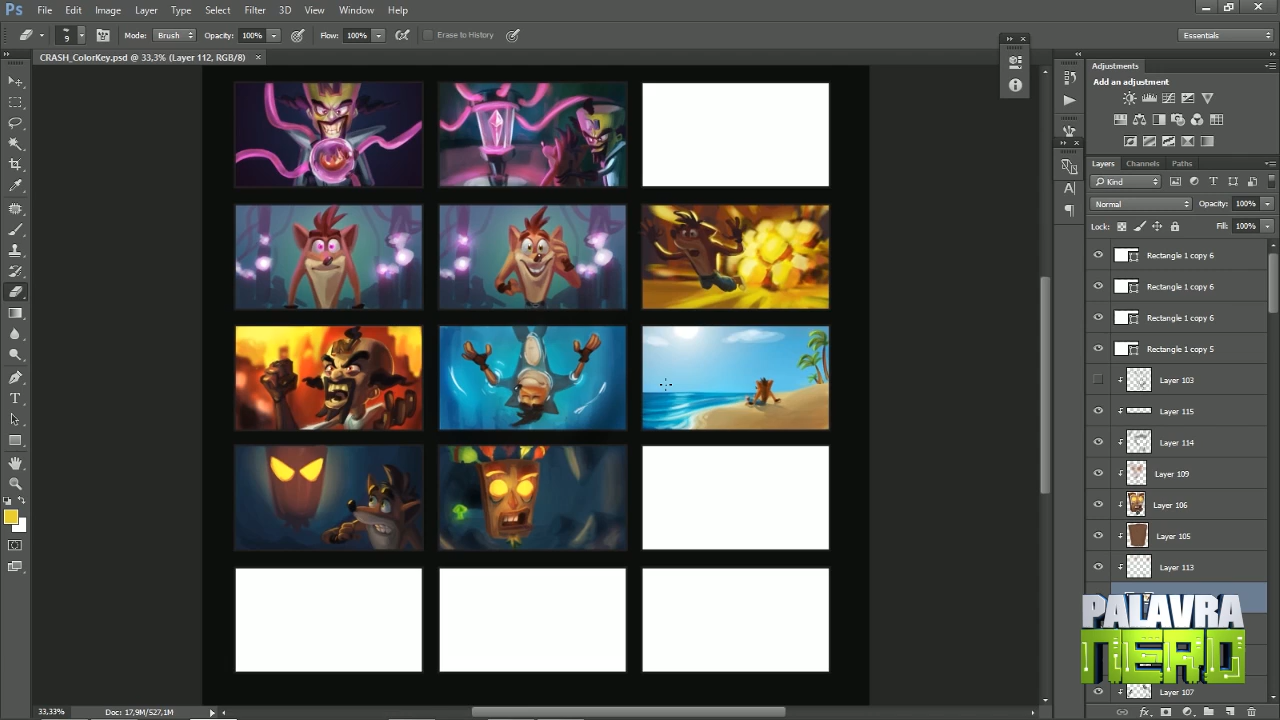 Ps File Edit Image Layer Type Select Filter 3D View Window Help
9 Mode: Brush Opacity: 100% Flow: 100% Erase to History Essentials
CRASH_ColorKey.psd @ 33,3% (Layer 112, RGB/8) ×
Adjustments
Add an adjustment
Layers Channels Paths
Kind
Normal Opacity: 100%
Lock: Fill: 100%
Rectangle 1 copy 6
Rectangle 1 copy 6
Rectangle 1 copy 6
Rectangle 1 copy 5
Layer 103
Layer 115
Layer 114
Layer 109
Layer 106
Layer 105
Layer 113
PALAVRA
NERD
Layer 107
33,33% Doc: 17,9M/527,1M